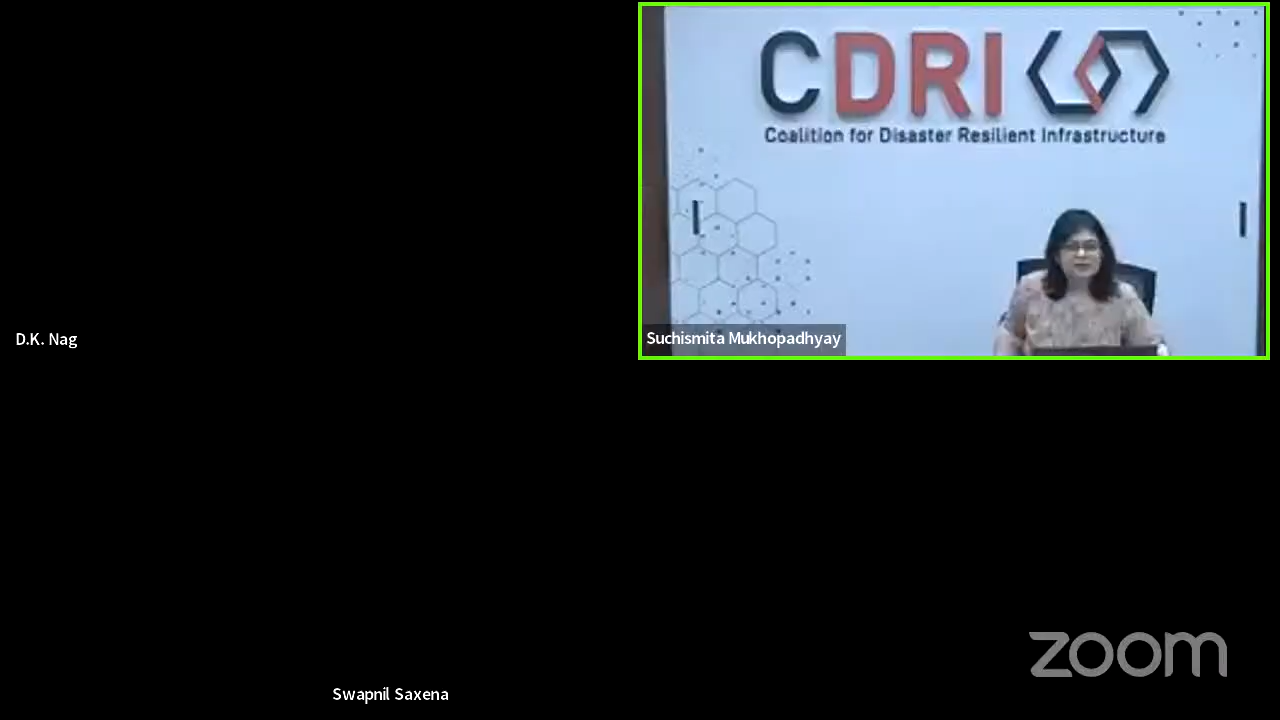 CDRI
Coalition for Disaster Resilient Infrastructure
D.K. Nag
Suchismita Mukhopadhyay
zoom
Swapnil Saxena